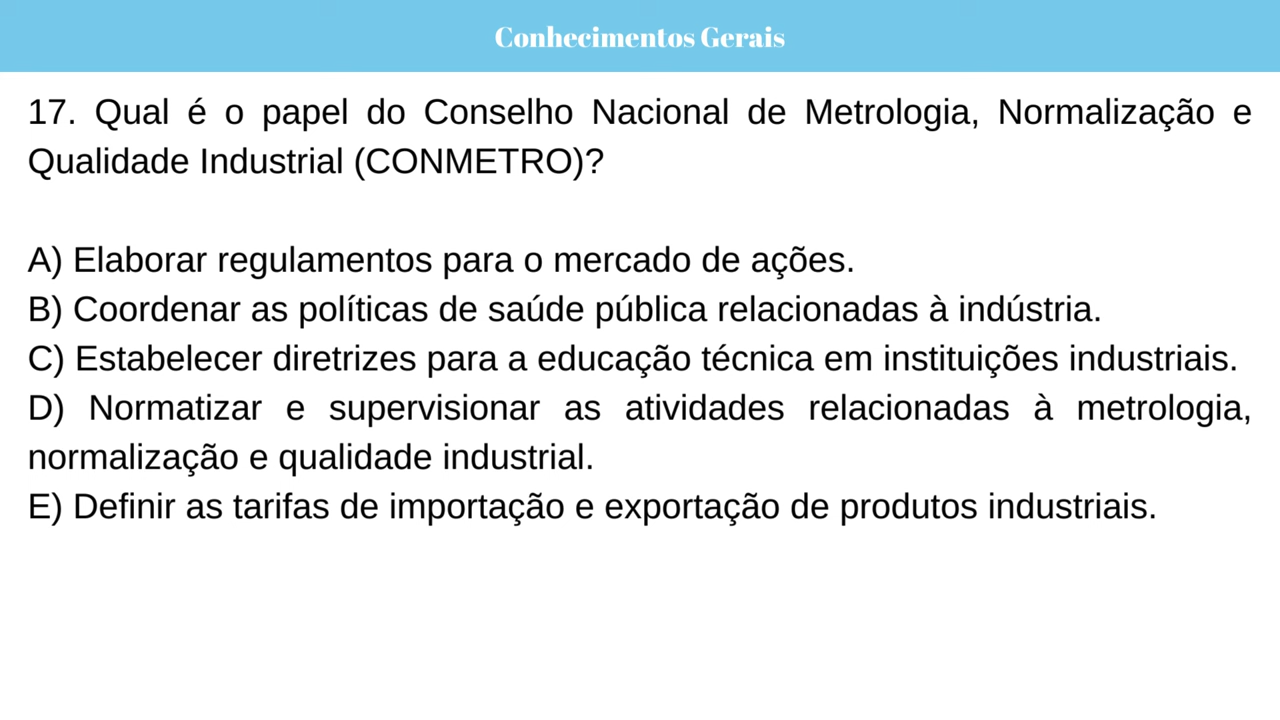 Conhecimentos Gerais
17. Qual é o papel do Conselho Nacional de Metrologia, Normalização e
Qualidade Industrial (CONMETRO)?
A) Elaborar regulamentos para o mercado de ações.
B) Coordenar as políticas de saúde pública relacionadas à indústria.
C) Estabelecer diretrizes para a educação técnica em instituições industriais.
D) Normatizar e supervisionar as atividades relacionadas à metrologia,
normalização e qualidade industrial.
E) Definir as tarifas de importação e exportação de produtos industriais.